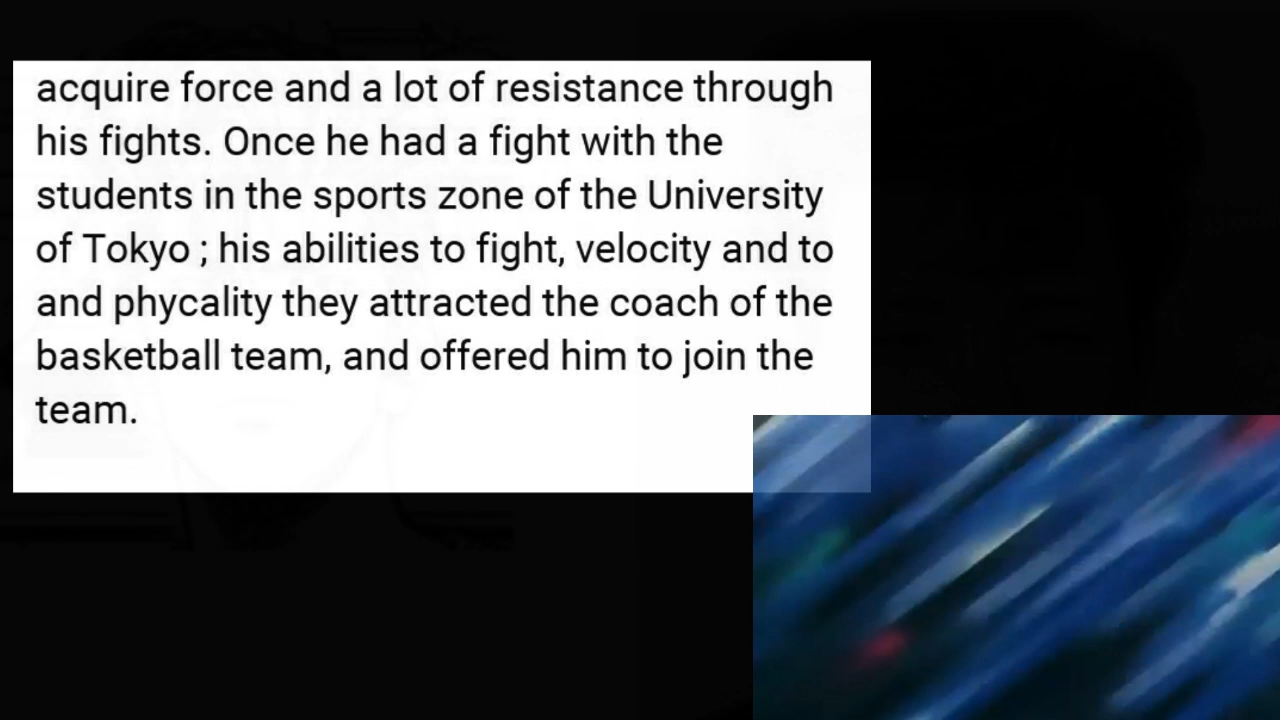 acquire force and a lot of resistance through
his fights. Once he had a fight with the
students in the sports zone of the University
of Tokyo ; his abilities to fight, velocity and to
and phycality they attracted the coach of the
basketball team, and offered him to join the
team.